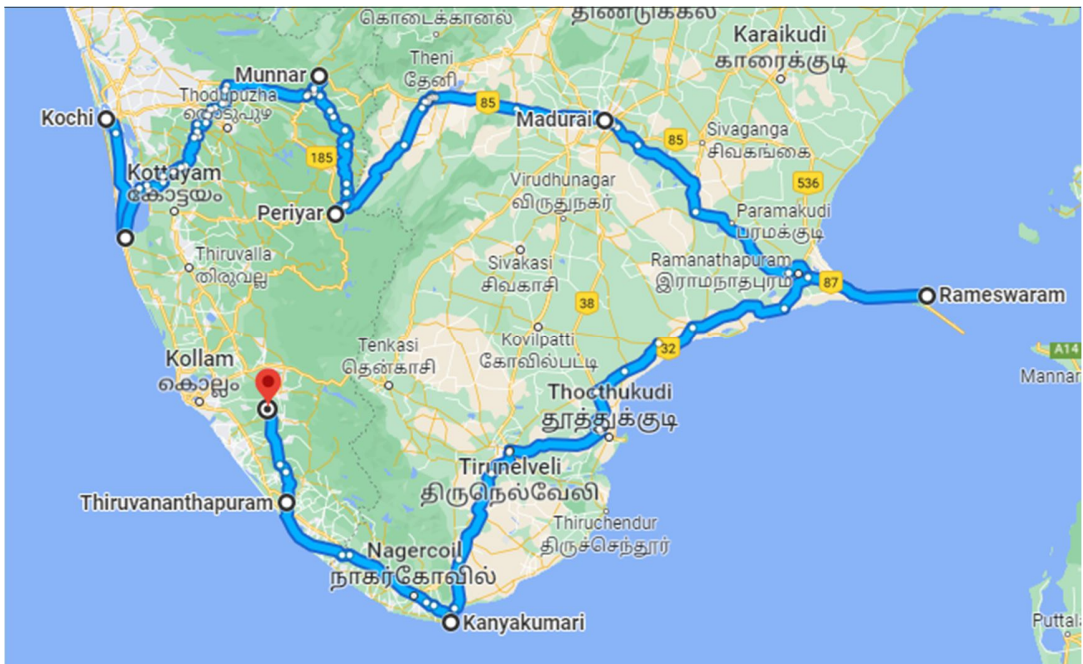 கொடைக்கானல்
திண்டுக்கல்
Karaikudi
காரைக்குடி
Munnar
Theni
தேனி
Thodupuzha
തൊടുപുഴ
85
Kochi
Madurai
85
Sivaganga
சிவகங்கை
185
Kottayam
കോട്ടയം
Virudhunagar
விருதுநகர்
536
Periyar
Paramakudi
பரமக்குடி
Thiruvalla
തിരുവല്ല
Sivakasi
சிவகாசி
Ramanathapuram
இராமநாதபுரம்
87
Rameswaram
38
Kovilpatti
கோவில்பட்டி
32
Tenkasi
தென்காசி
A14
Mannar
Kollam
കൊല്ലം
Thoothukudi
தூத்துக்குடி
Tirunelveli
திருநெல்வேலி
Thiruvananthapuram
Thiruchendur
திருச்செந்தூர்
Nagercoil
நாகர்கோவில்
Kanyakumari
Puttal